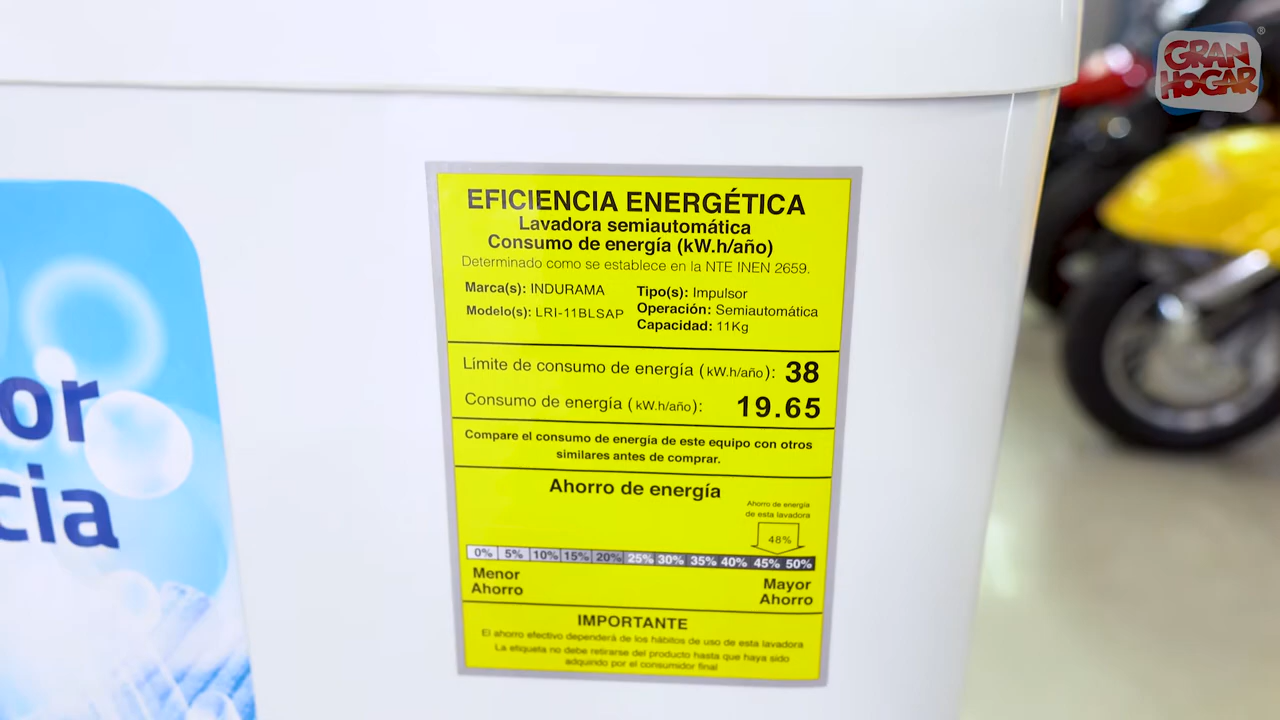 GRAN
HOGAR
®
EFICIENCIA ENERGÉTICA
Lavadora semiautomática
Consumo de energía (kW.h/año)
Determinado como se establece en la NTE INEN 2659.
Marca(s): INDURAMA
Modelo(s): LRI-11BLSAP
Tipo(s): Impulsor
Operación: Semiautomática
Capacidad: 11Kg
Límite de consumo de energía (kW.h/año): 38
Consumo de energía (kW.h/año): 19.65
Compare el consumo de energía de este equipo con otros
similares antes de comprar.
Ahorro de energía
Ahorro de energía
de esta lavadora
48%
0% 5% 10% 15% 20% 25% 30% 35% 40% 45% 50%
Menor
Ahorro
Mayor
Ahorro
IMPORTANTE
El ahorro efectivo dependerá de los hábitos de uso de esta lavadora
La etiqueta no debe retirarse del producto hasta que haya sido
adquirido por el consumidor final
or
cia